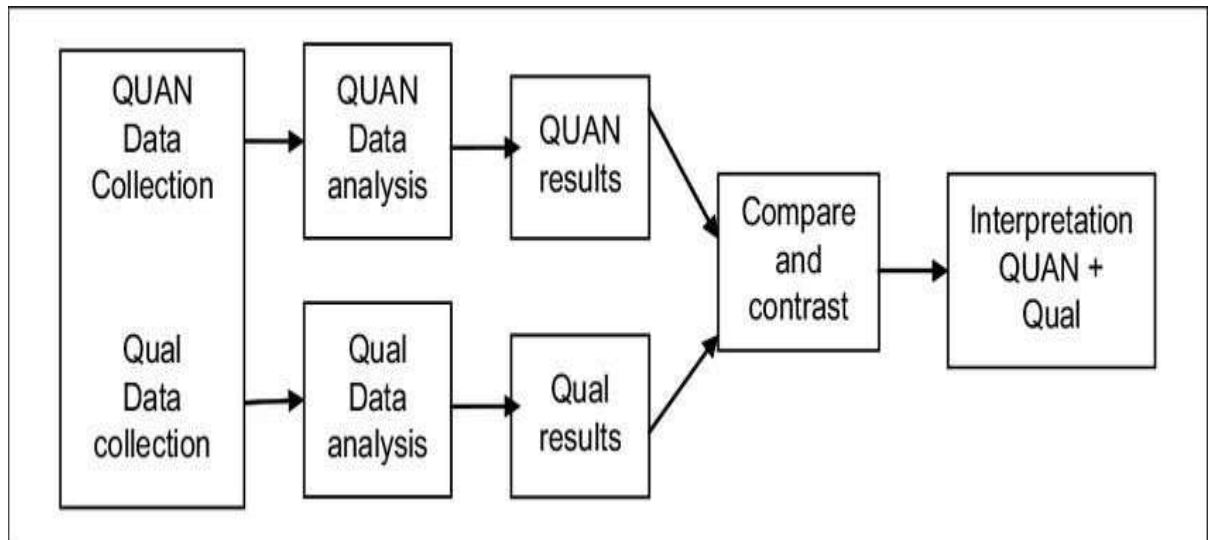 QUAN
Data
Collection
Qual
Data
collection
QUAN
Data
analysis
Qual
Data
analysis
QUAN
results
Qual
results
Compare
and
contrast
Interpretation
QUAN +
Qual